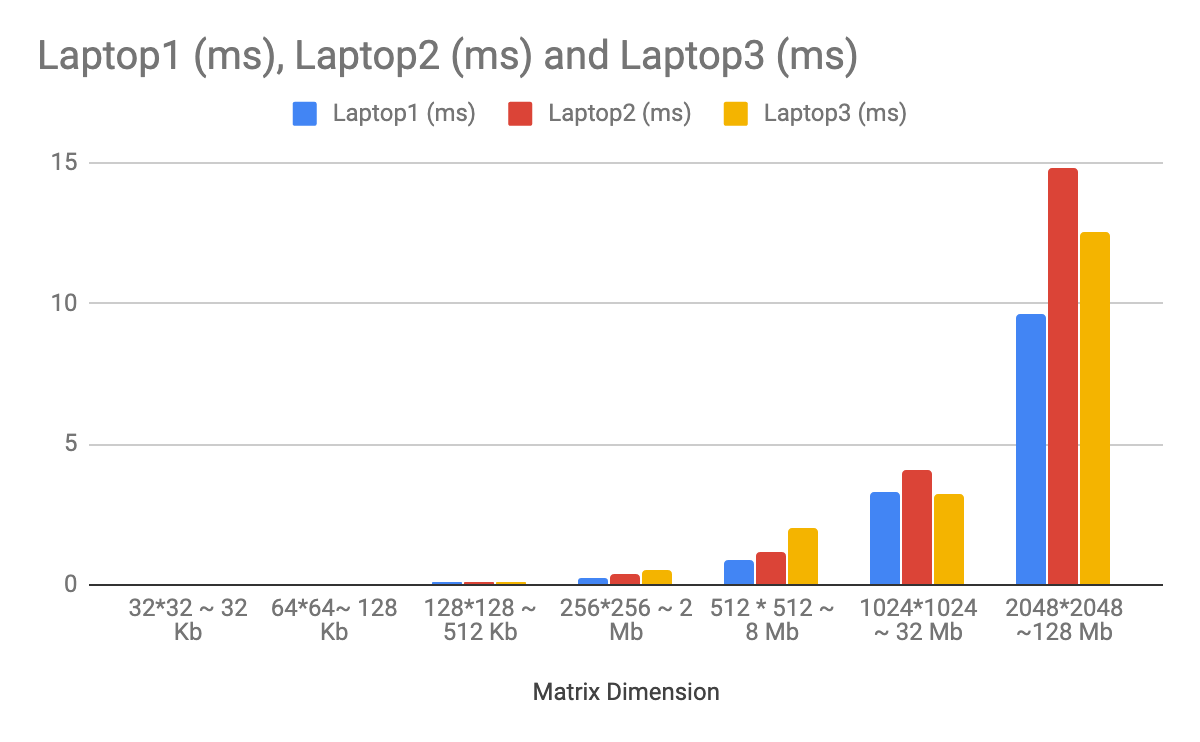 Laptop1 (ms), Laptop2 (ms) and Laptop3 (ms)
Laptop1 (ms) Laptop2 (ms) Laptop3 (ms)
15
10
5
0
32*32 ~ 32 64*64~ 128 128*128 ~ 256*256 ~ 2 512 * 512 ~ 1024*1024 2048*2048
Kb Kb 512 Kb Mb 8 Mb ~ 32 Mb ~128 Mb
Matrix Dimension